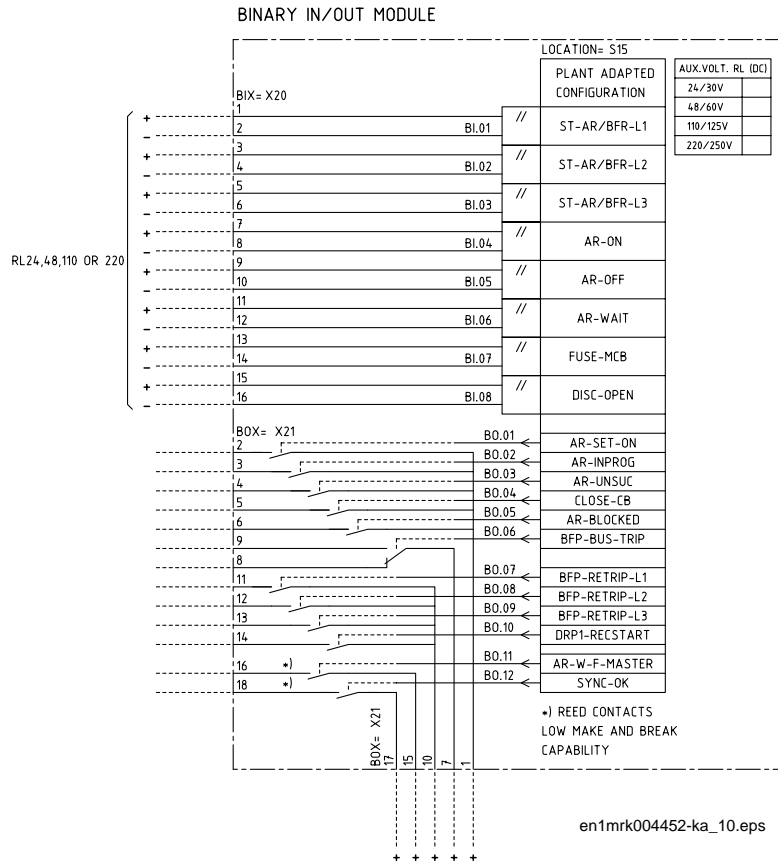 BINARY IN/OUT MODULE
LOCATION= S15
PLANT ADAPTED
CONFIGURATION
AUX.VOLT. RL (DC)
24/30V
48/60V
110/125V
220/250V
BIX= X20
RL24,48,110 OR 220
+ 1
- 2 BI.01 // ST-AR/BFR-L1
+ 3
- 4 BI.02 // ST-AR/BFR-L2
+ 5
- 6 BI.03 // ST-AR/BFR-L3
+ 7
- 8 BI.04 // AR-ON
+ 9
- 10 BI.05 // AR-OFF
+ 11
- 12 BI.06 // AR-WAIT
+ 13
- 14 BI.07 // FUSE-MCB
+ 15
- 16 BI.08 // DISC-OPEN
BOX= X21
2 BO.01 AR-SET-ON
3 BO.02 AR-INPROG
4 BO.03 AR-UNSUC
5 BO.04 CLOSE-CB
6 BO.05 AR-BLOCKED
9 BO.06 BFP-BUS-TRIP
8
11 BO.07 BFP-RETRIP-L1
12 BO.08 BFP-RETRIP-L2
13 BO.09 BFP-RETRIP-L3
14 BO.10 DRP1-RECSTART
16 *) BO.11 AR-W-F-MASTER
18 *) BO.12 SYNC-OK
*) REED CONTACTS
LOW MAKE AND BREAK
CAPABILITY
BOX= X21
17 15 10 7 1
+ + + + +
en1mrk004452-ka_10.eps